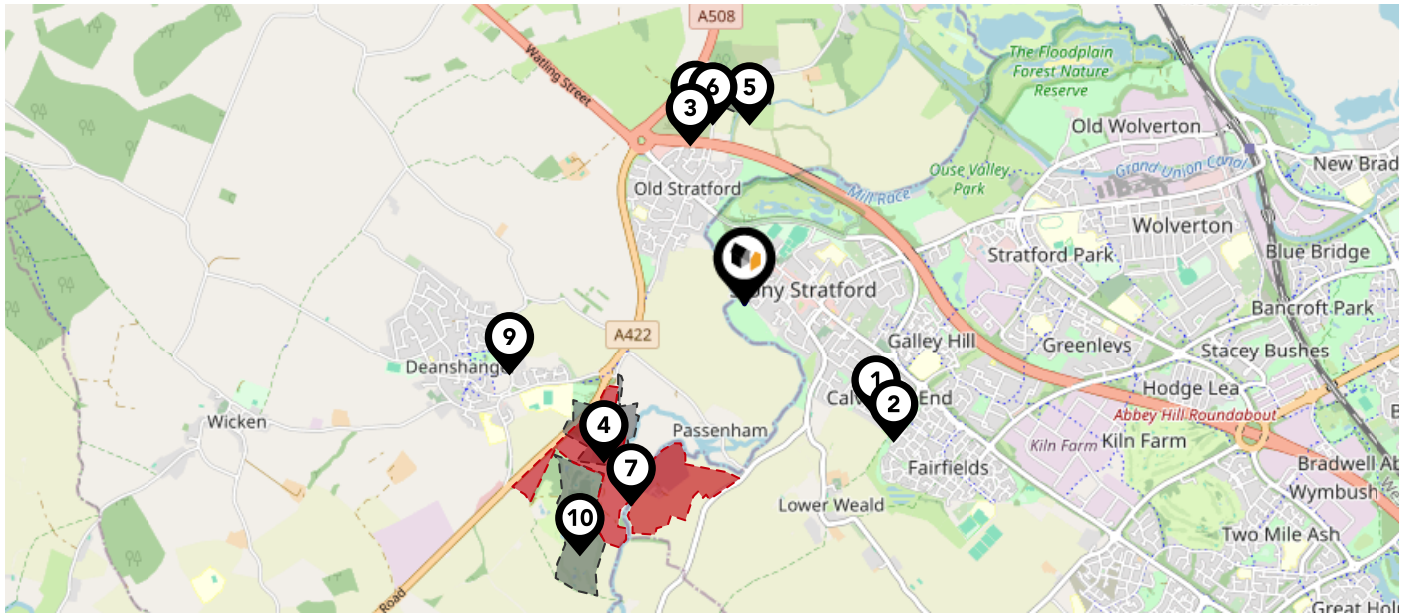 A508
Watling Street
The Floodplain
Forest Nature
Reserve
6
5
3
Old Wolverton
Grand Union Canal
New Brad
Old Stratford
Mill Race
Ouse Valley
Park
Wolverton
Stratford Park
Blue Bridge
ony Stratford
Bancroft Park
A422
9
Galley Hill
Greenleys
Stacey Bushes
Deanshange
1
2
Cal
End
Hodge Lea
Abbey Hill Roundabout
Wicken
4
Passenham
Kiln Farm
Kiln Farm
7
Fairfields
Bradwell Ab
Wymbush
10
Lower Weald
Two Mile Ash
Road
Great Hol